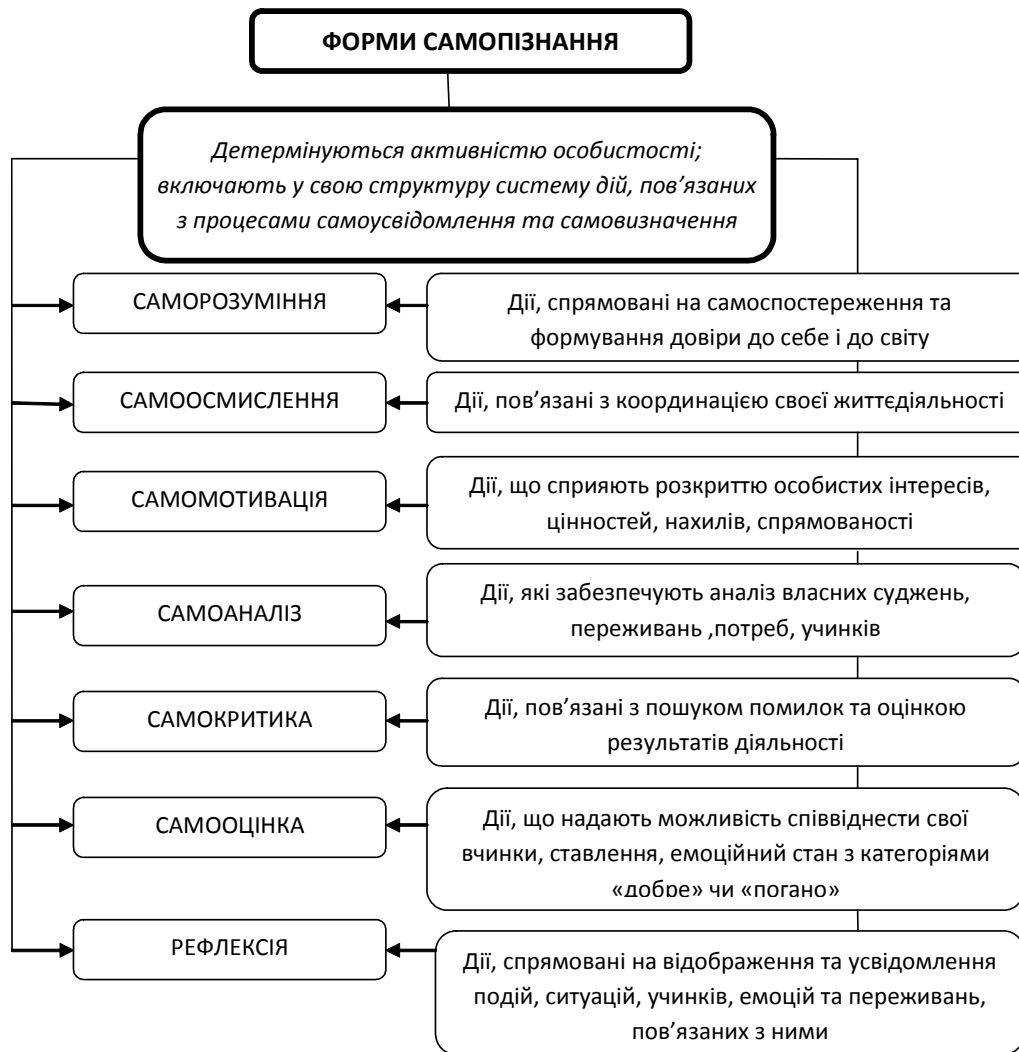 ФОРМИ САМОПІЗНАННЯ
Детермінуються активністю особистості;
включають у свою структуру систему дій, пов’язаних
з процесами самоусвідомлення та самовизначення
САМОРОЗУМІННЯ
Дії, спрямовані на самоспостереження та
формування довіри до себе і до світу
САМООСМИСЛЕННЯ
Дії, пов’язані з координацією своєї життєдіяльності
САМОМОТИВАЦІЯ
Дії, що сприяють розкриттю особистих інтересів,
цінностей, нахилів, спрямованості
САМОАНАЛІЗ
Дії, які забезпечують аналіз власних суджень,
переживань ,потреб, учинків
САМОКРИТИКА
Дії, пов’язані з пошуком помилок та оцінкою
результатів діяльності
САМООЦІНКА
Дії, що надають можливість співвіднести свої
вчинки, ставлення, емоційний стан з категоріями
«добре» чи «погано»
РЕФЛЕКСІЯ
Дії, спрямовані на відображення та усвідомлення
подій, ситуацій, учинків, емоцій та переживань,
пов’язаних з ними